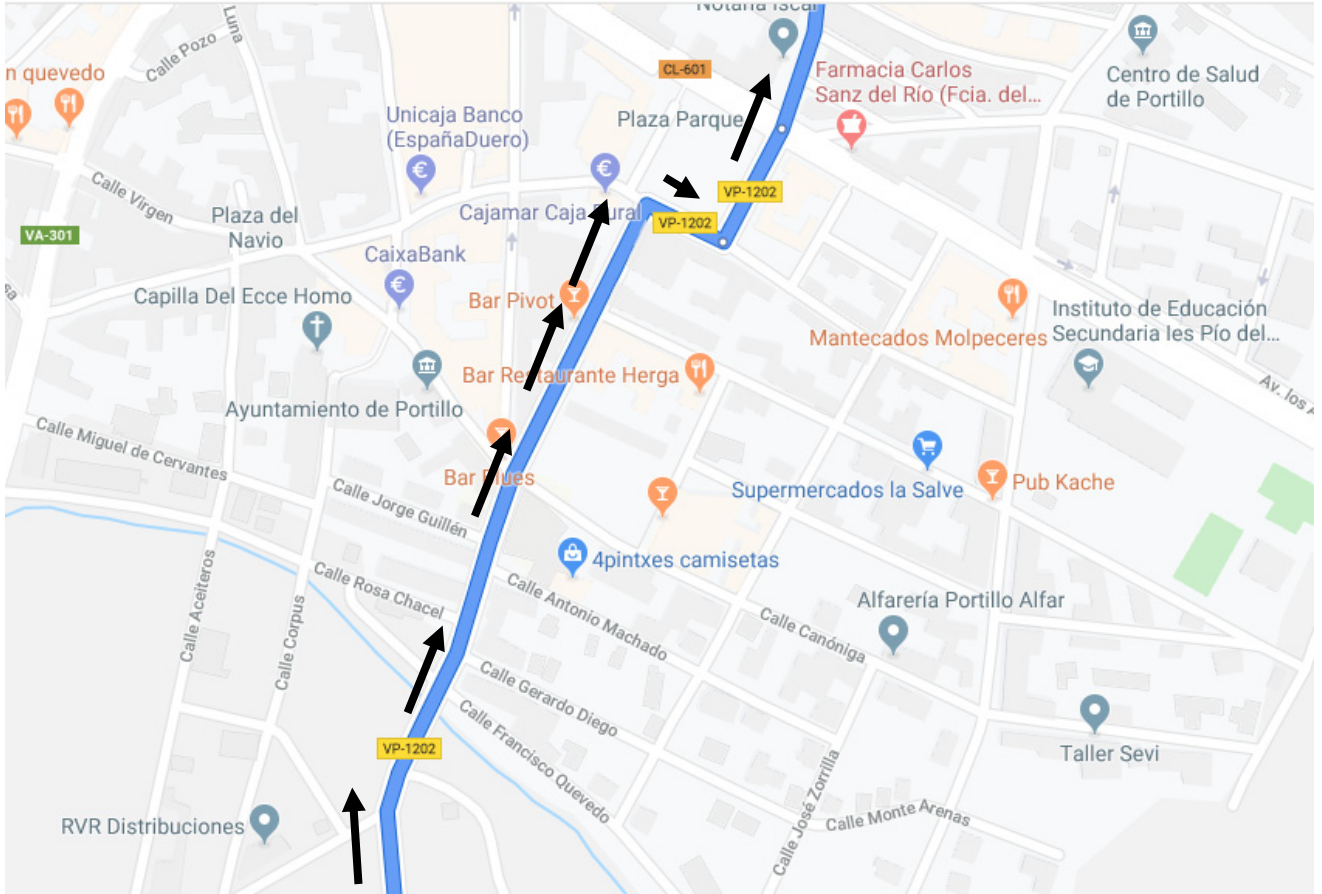 Notaría Iscar
Luna
Calle Pozo
n quevedo
CL-601
Farmacia Carlos
Sanz del Río (Fcia. del...
Centro de Salud
de Portillo
Unicaja Banco
(EspañaDuero)
Plaza Parque
Calle Virgen
VP-1202
Plaza del
Navio
Cajamar Caja Rural
VP-1202
VA-301
CaixaBank
Capilla Del Ecce Homo
Bar Pivot
Instituto de Educación
Secundaria Ies Pío del...
Mantecados Molpeceres
Bar Restaurante Herga
Av. los A
Ayuntamiento de Portillo
Calle Miguel de Cervantes
Bar Blues
Supermercados la Salve
Pub Kache
Calle Jorge Guillén
4pintxes camisetas
Calle Rosa Chacel
Calle Antonio Machado
Calle Aceiteros
Calle Corpus
Alfarería Portillo Alfar
Calle Canóniga
Calle Gerardo Diego
Calle Francisco Quevedo
VP-1202
Taller Sevi
Calle José Zorrilla
Calle Monte Arenas
RVR Distribuciones